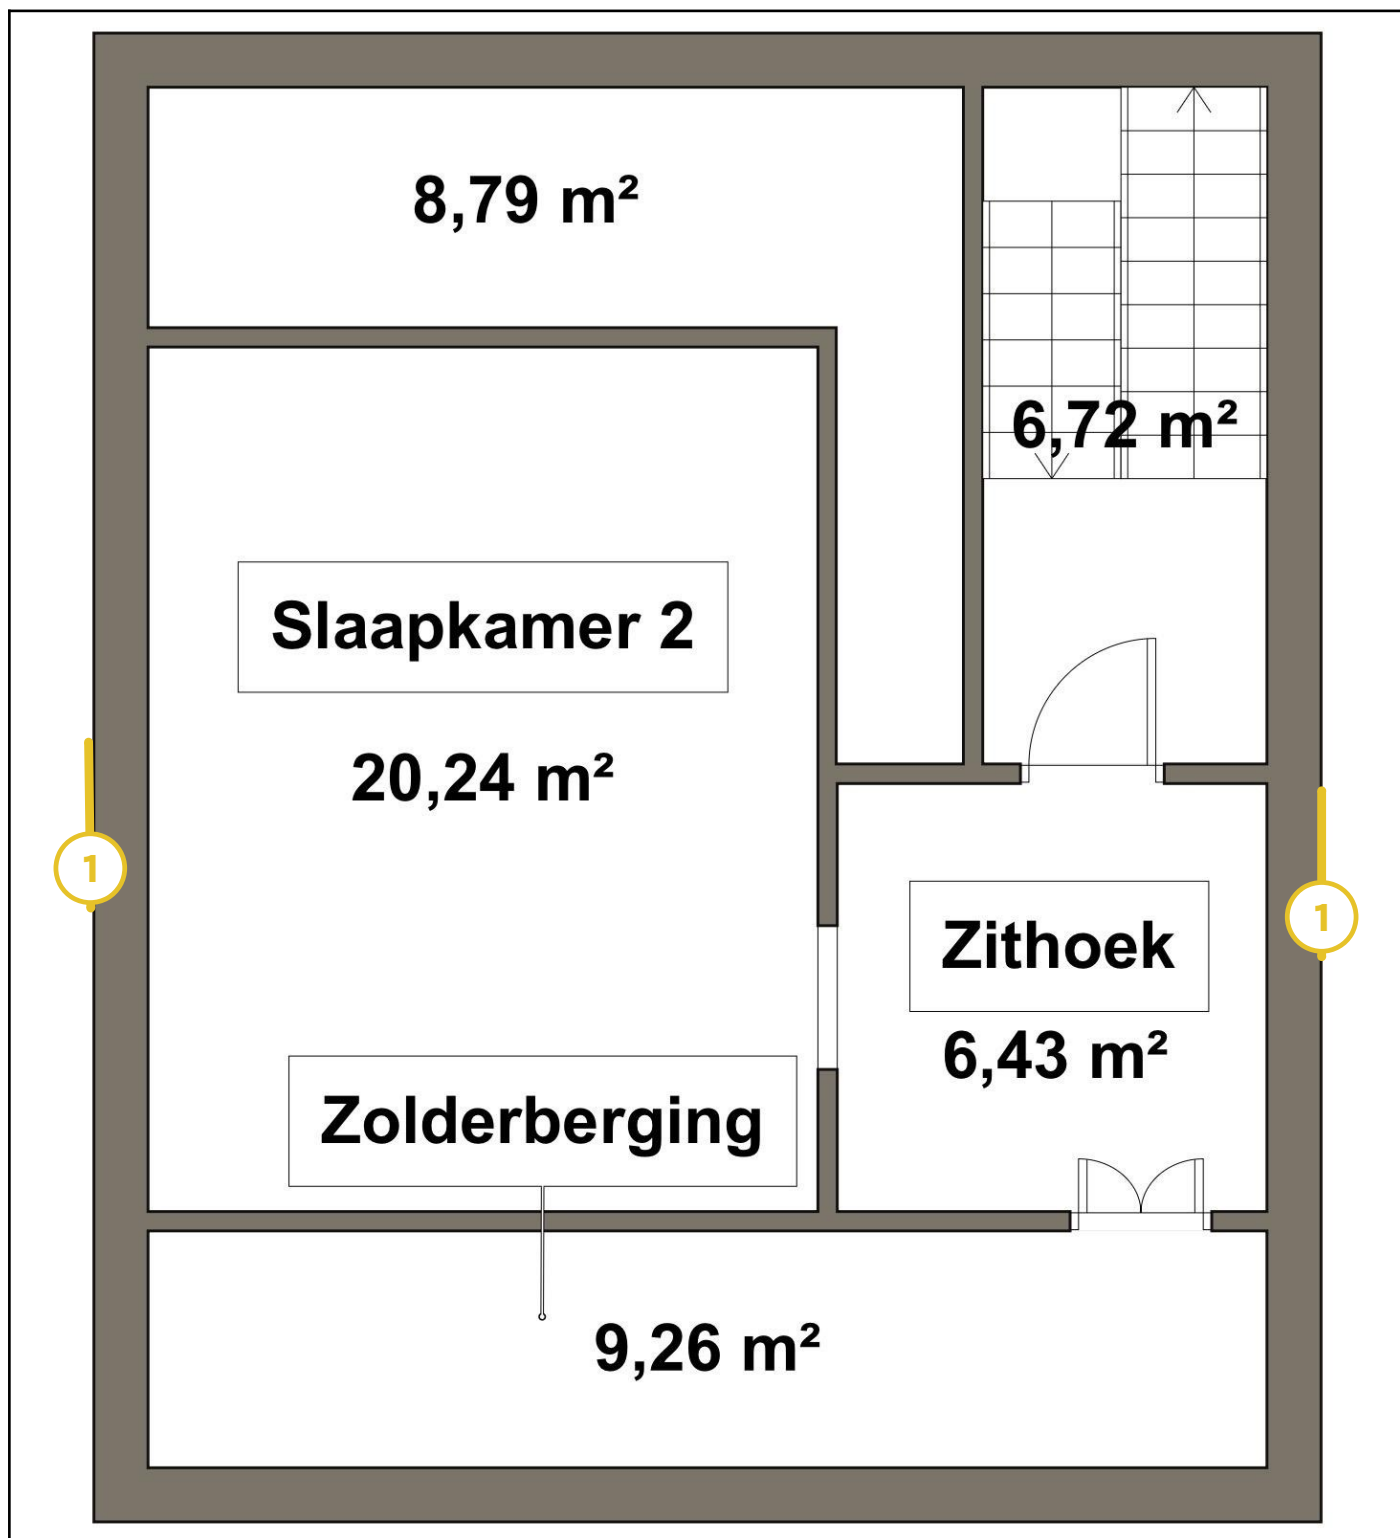 8,79 m²
6,72 m²
Slaapkamer 2
20,24 m²
1
1
Zithoek
6,43 m²
Zolderberging
9,26 m²